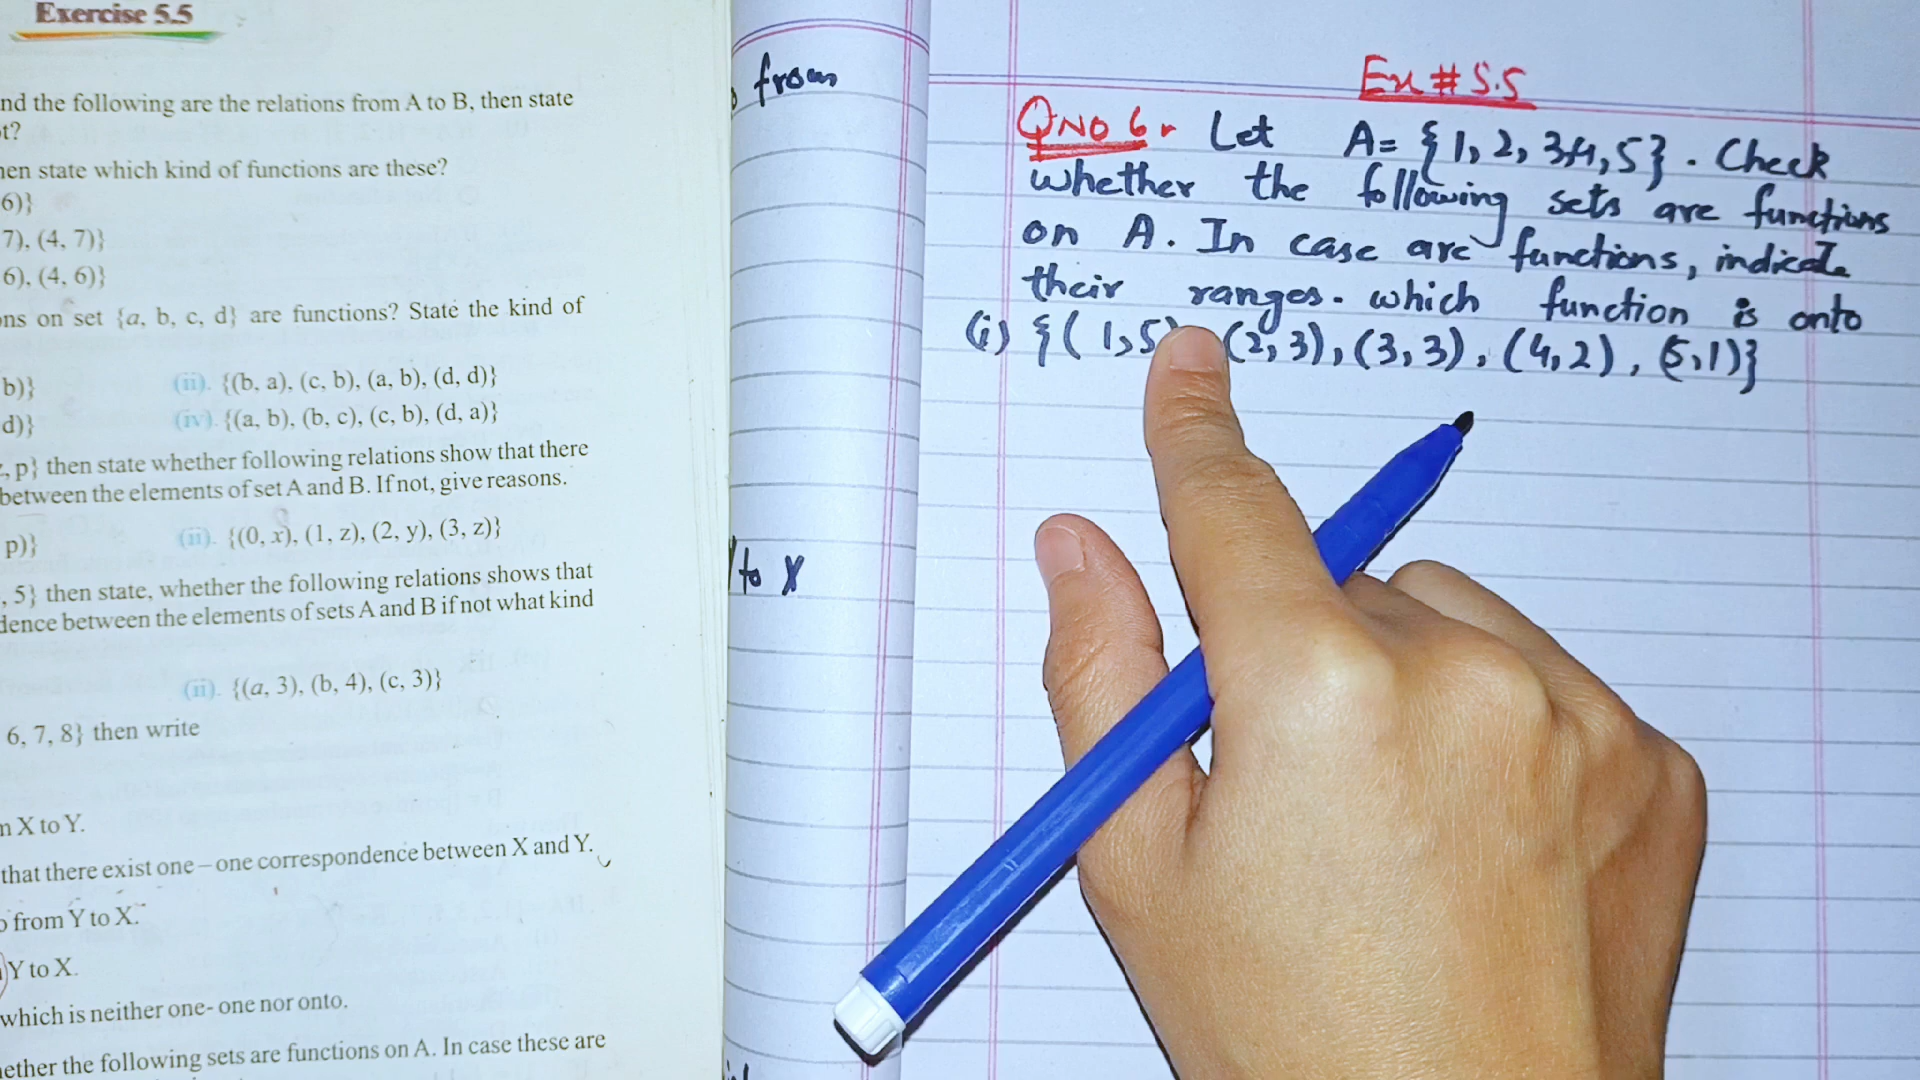 Exercise 5.5
nd the following are the relations from A to B, then state
t?
en state which kind of functions are these?
6)}
7), (4, 7)}
6), (4, 6)}
ns on set {a, b, c, d} are functions? State the kind of
b)} (ii). {(b, a), (c, b), (a, b), (d, d)}
d)} (iv). {(a, b), (b, c), (c, b), (d, a)}
, p} then state whether following relations show that there
between the elements of set A and B. If not, give reasons.
p)} (ii). {(0, x), (1, z), (2, y), (3, z)}
, 5} then state, whether the following relations shows that
dence between the elements of sets A and B if not what kind
(ii). {(a, 3), (b, 4), (c, 3)}
6, 7, 8} then write
X to Y.
that there exist one – one correspondence between X and Y.
from Y to X.
Y to X.
which is neither one- one nor onto.
ether the following sets are functions on A. In case these are
from
to X
Ex # 5.5
Q NO 6 Let A= {1, 2, 3,4, 5}. Check
whether the following sets are functions
on A. In case are functions, indicate
their ranges. which function is onto
(i) {(1,5) (2,3), (3,3), (4,2), (5,1)}